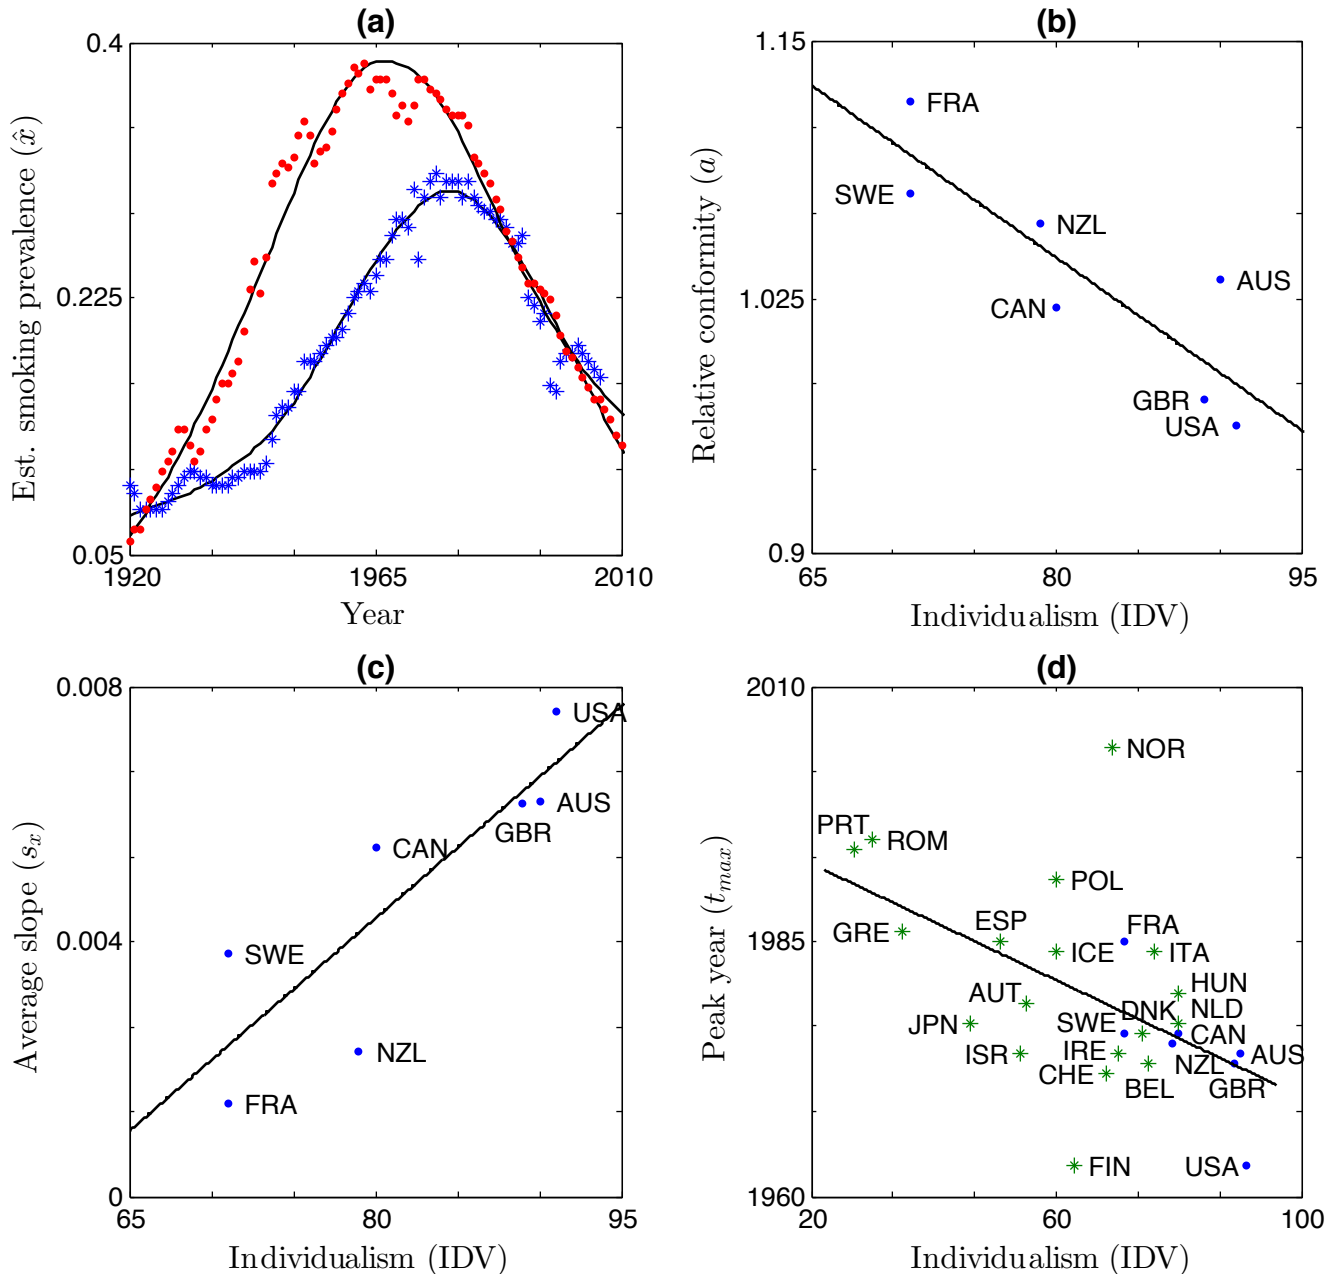 (a)
0.4
0.225
0.05
1920 1965 2010
Year
Est. smoking prevalence (x̂)
(b)
1.15
1.025
0.9
65 80 95
Individualism (IDV)
Relative conformity (a)
FRA
SWE
NZL
AUS
CAN
GBR
USA
(c)
0.008
0.004
0
65 80 95
Individualism (IDV)
Average slope (sₓ)
USA
AUS
GBR
CAN
SWE
NZL
FRA
(d)
2010
1985
1960
20 60 100
Individualism (IDV)
Peak year (t_max)
NOR
PRT
ROM
POL
GRE
ESP
FRA
ICE
ITA
HUN
AUT
DNK
NLD
JPN
SWE
CAN
ISR
IRE
NZL
AUS
CHE
BEL
GBR
FIN
USA